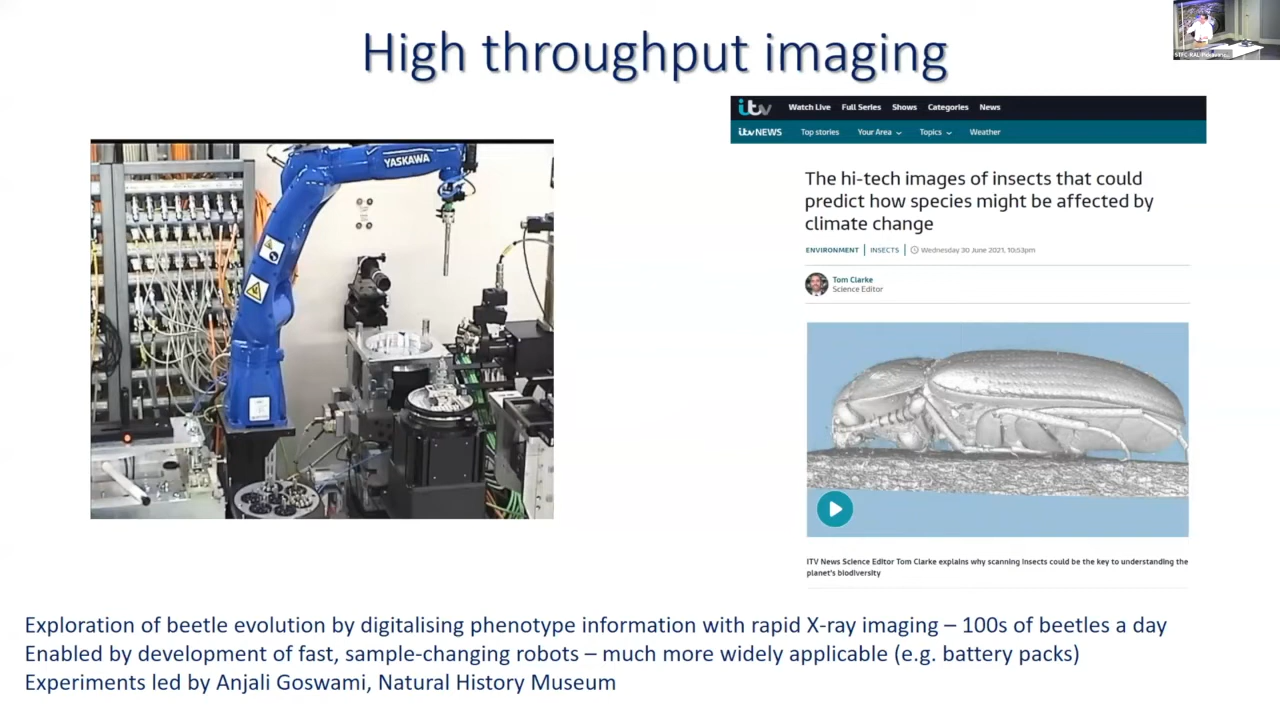 High throughput imaging
YASKAWA
itv Watch Live Full Series Shows Categories News
itv NEWS Top stories Your Area Topics Weather
The hi-tech images of insects that could
predict how species might be affected by
climate change
ENVIRONMENT | INSECTS | Wednesday 30 June 2021, 10:53pm
Tom Clarke
Science Editor
ITV News Science Editor Tom Clarke explains why scanning insects could be the key to understanding the
planet's biodiversity
Exploration of beetle evolution by digitalising phenotype information with rapid X-ray imaging – 100s of beetles a day
Enabled by development of fast, sample-changing robots – much more widely applicable (e.g. battery packs)
Experiments led by Anjali Goswami, Natural History Museum